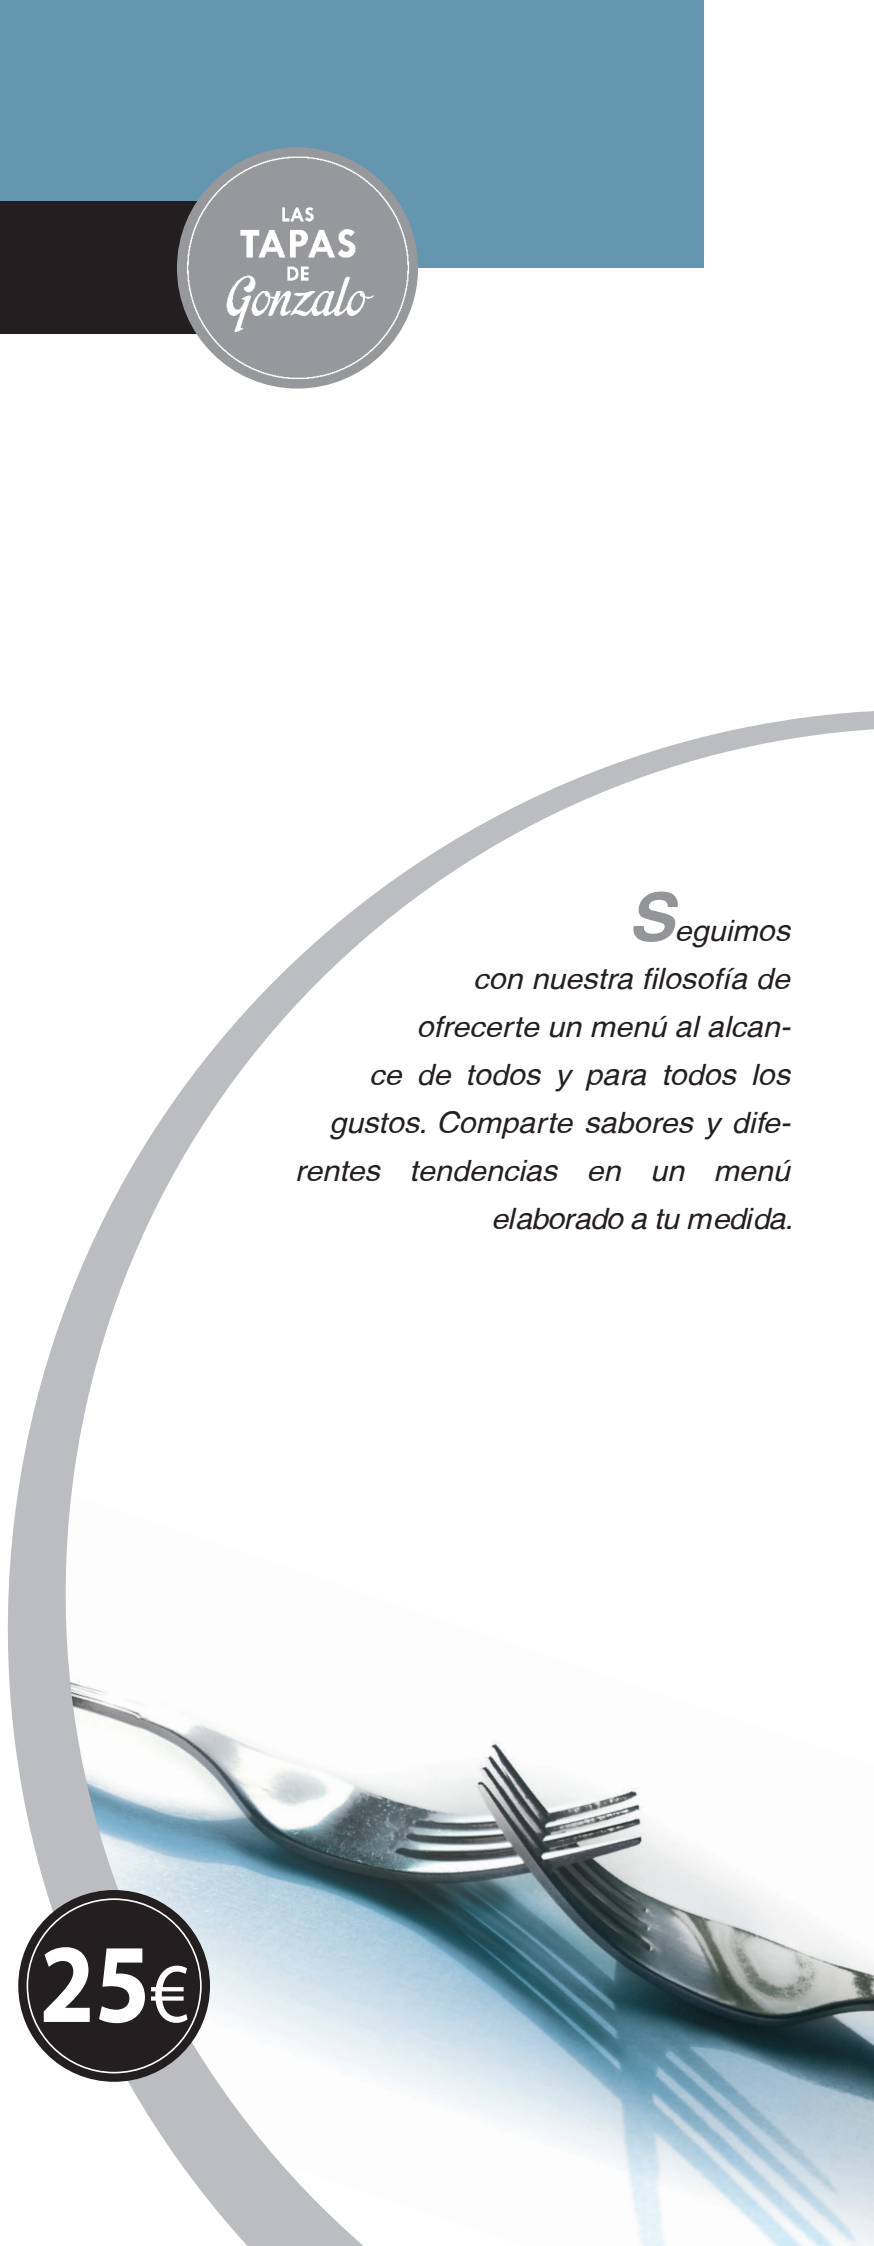 LAS
TAPAS
DE
Gonzalo
Seguimos
con nuestra filosofía de
ofrecerte un menú al alcan-
ce de todos y para todos los
gustos. Comparte sabores y dife-
rentes tendencias en un menú
elaborado a tu medida.
25€